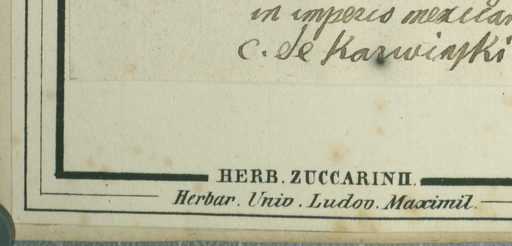 in imperio mexican
C. de Karwinski
HERB. ZUCCARINII.
Herbar. Univ. Ludov. Maximil.